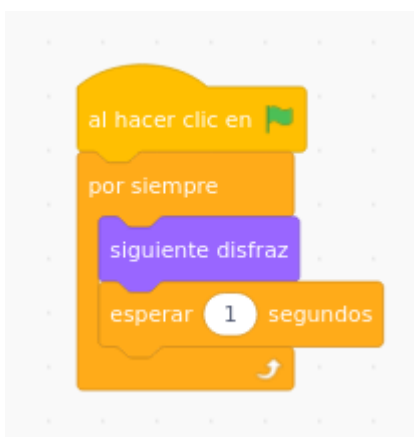 al hacer clic en
por siempre
siguiente disfraz
esperar 1 segundos